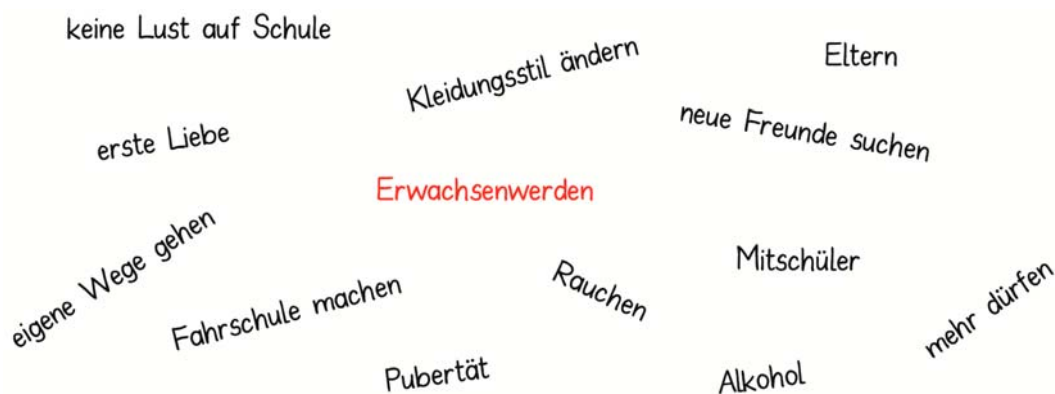 keine Lust auf Schule
Kleidungsstil ändern
Eltern
erste Liebe
neue Freunde suchen
Erwachsenwerden
eigene Wege gehen
Fahrschule machen
Rauchen
Mitschüler
mehr dürfen
Pubertät
Alkohol